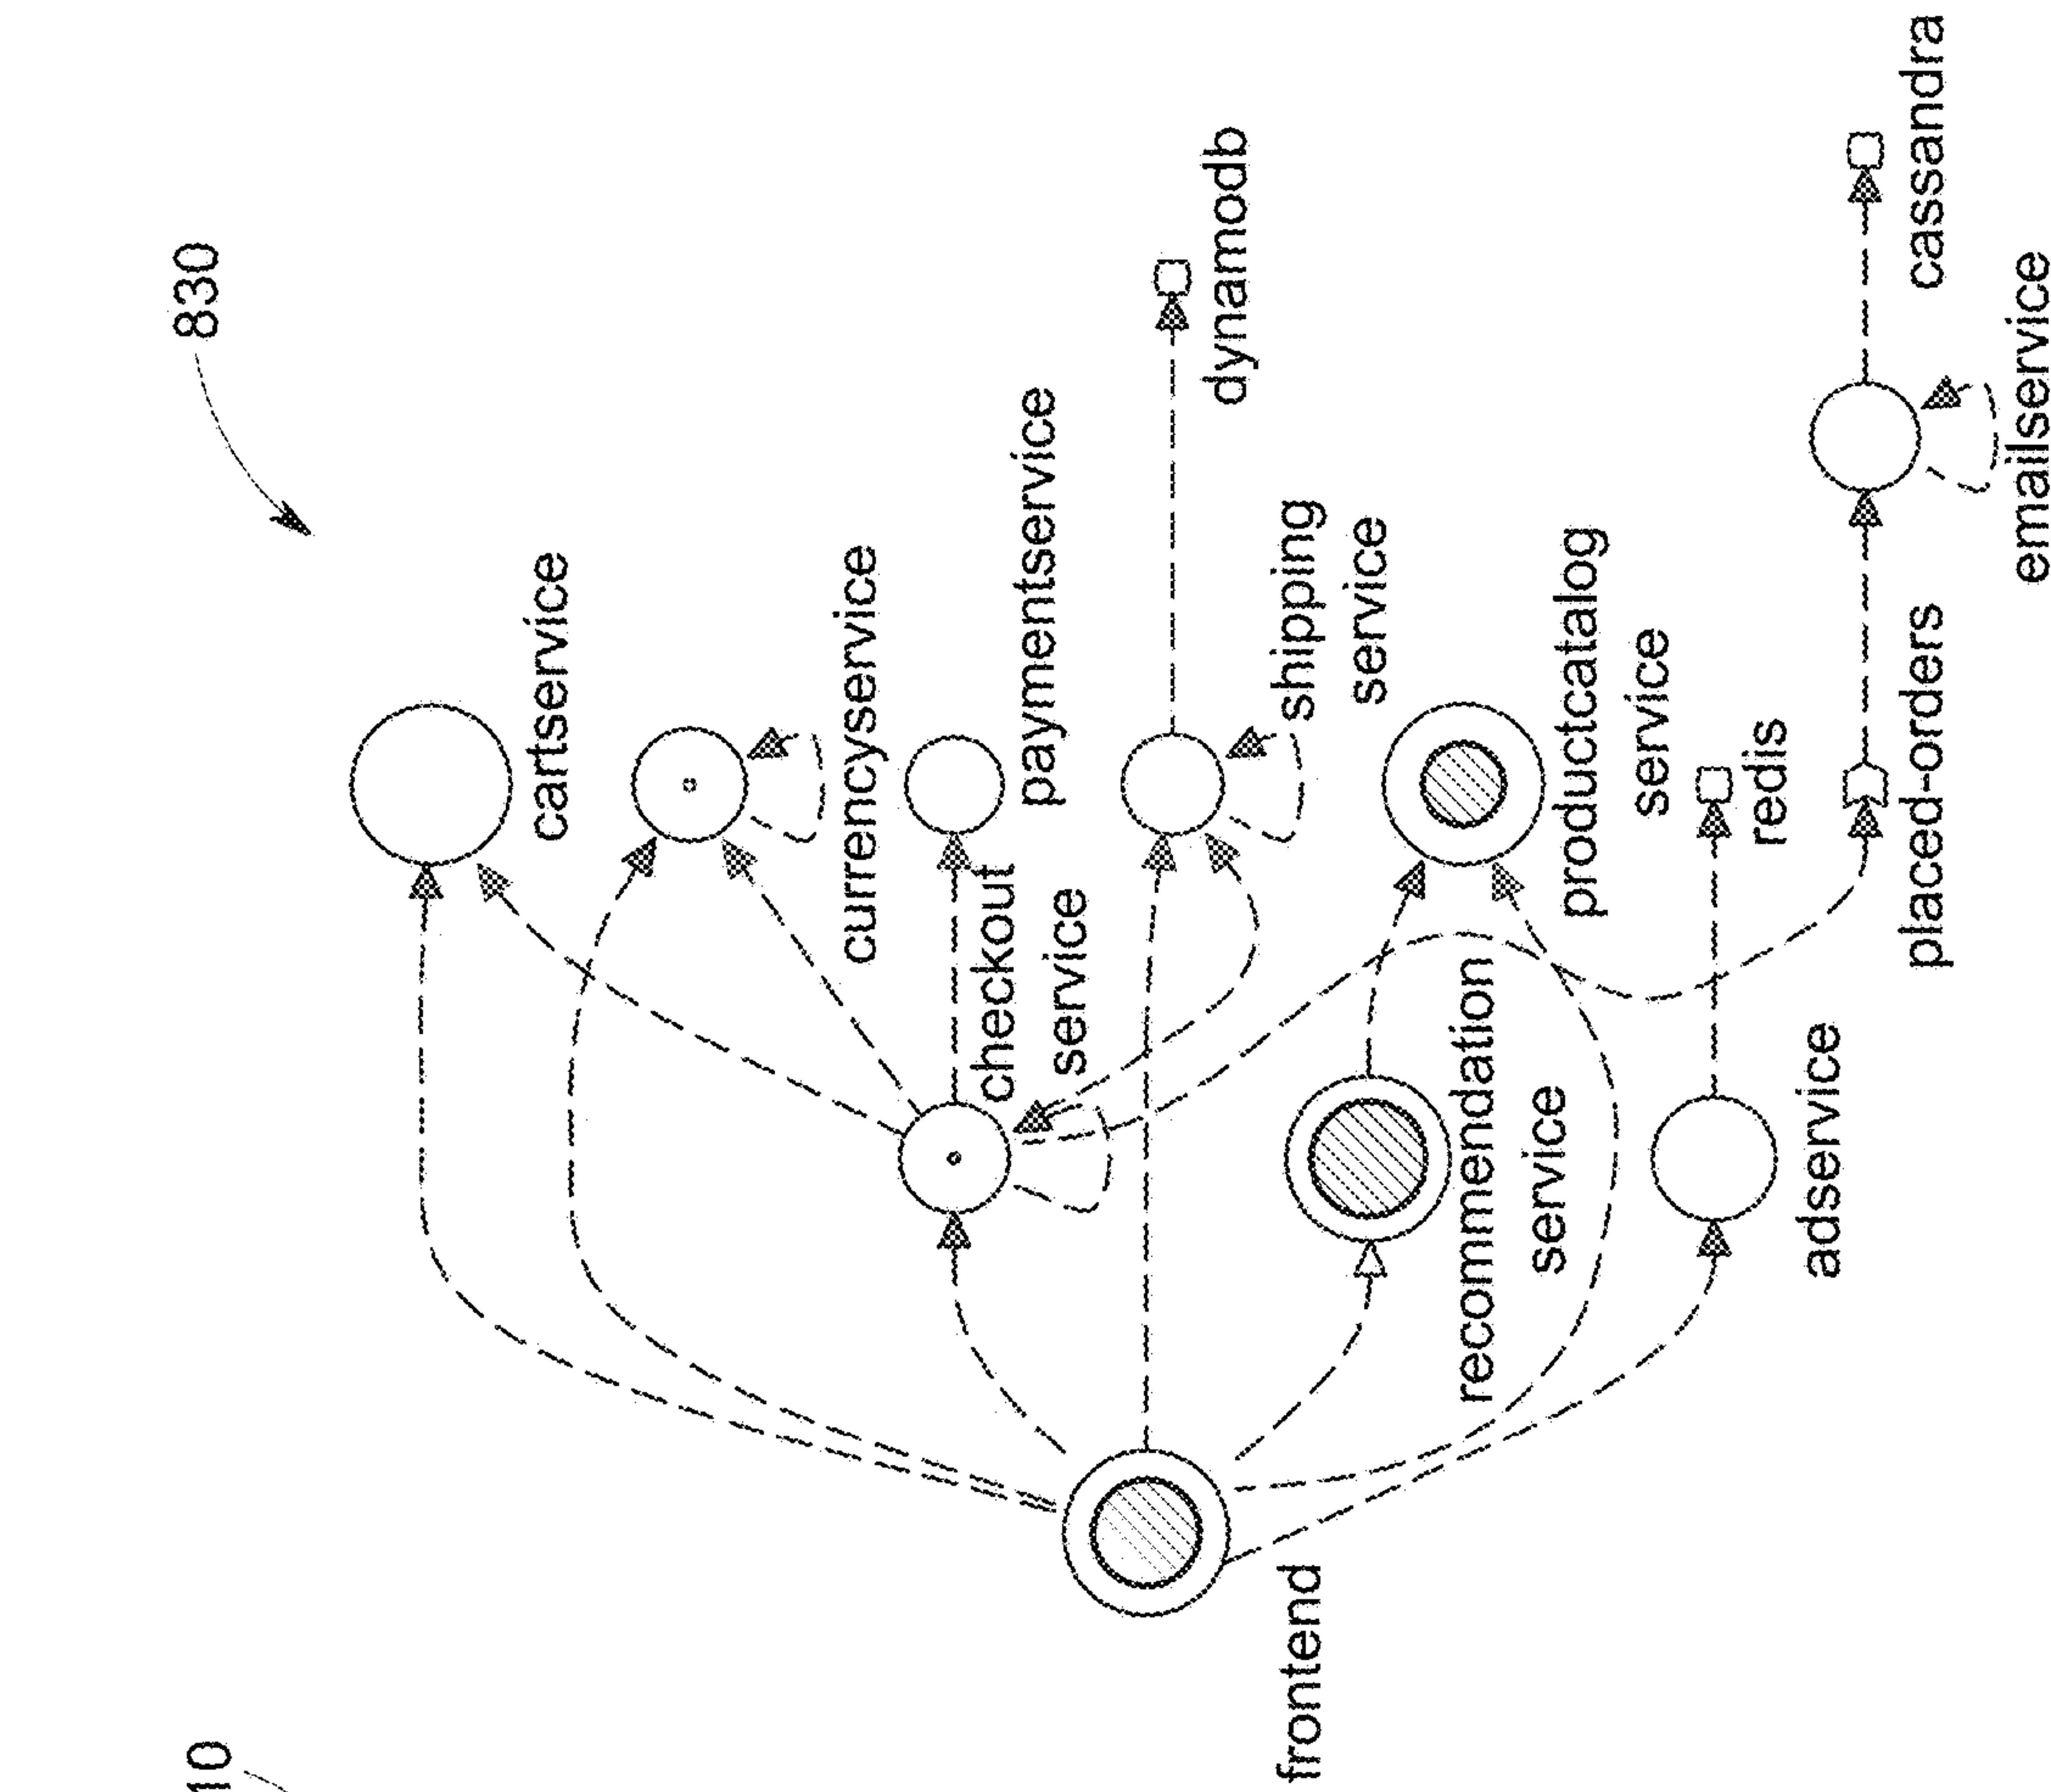 830
10
cartservice
currencyservice
paymentservice
checkout
service
dynamodb
shipping
service
frontend
recommendation
service
productcatalog
service
redis
adservice
placed-orders
cassandra
emailservice